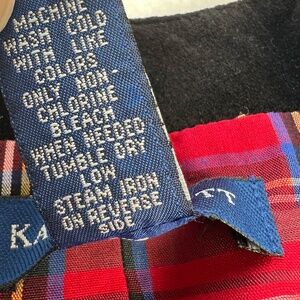 MACHINE
WASH COLD
WITH LIKE
COLORS
ONLY NON-
CHLORINE
BLEACH
WHEN NEEDED
TUMBLE DRY
LOW
STEAM IRON
ON REVERSE
SIDE